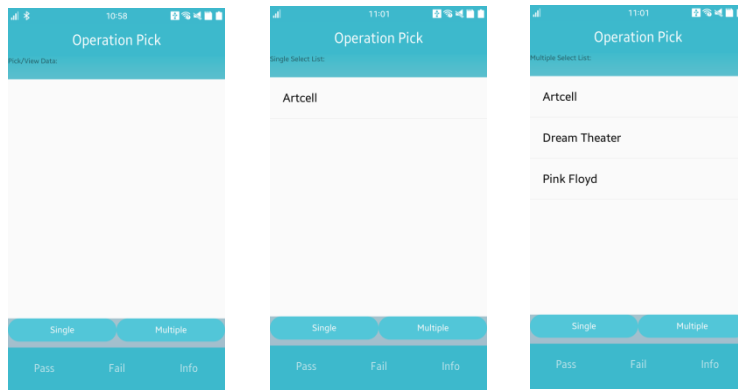 10:58
Operation Pick
Pick/View Data:
Single Multiple
Pass Fail Info
11:01
Operation Pick
Single Select List:
Artcell
Single Multiple
Pass Fail Info
11:01
Operation Pick
Multiple Select List:
Artcell
Dream Theater
Pink Floyd
Single Multiple
Pass Fail Info